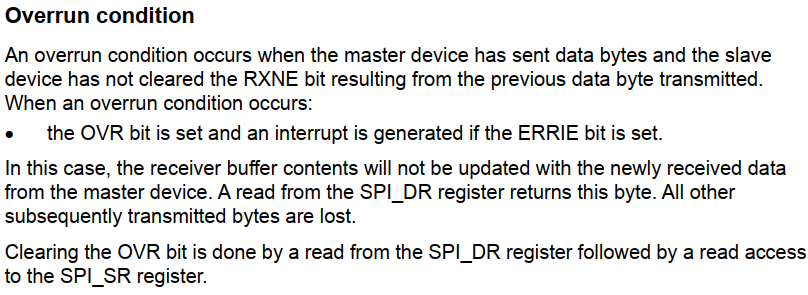 Overrun condition
An overrun condition occurs when the master device has sent data bytes and the slave
device has not cleared the RXNE bit resulting from the previous data byte transmitted.
When an overrun condition occurs:
• the OVR bit is set and an interrupt is generated if the ERRIE bit is set.
In this case, the receiver buffer contents will not be updated with the newly received data
from the master device. A read from the SPI_DR register returns this byte. All other
subsequently transmitted bytes are lost.
Clearing the OVR bit is done by a read from the SPI_DR register followed by a read access
to the SPI_SR register.